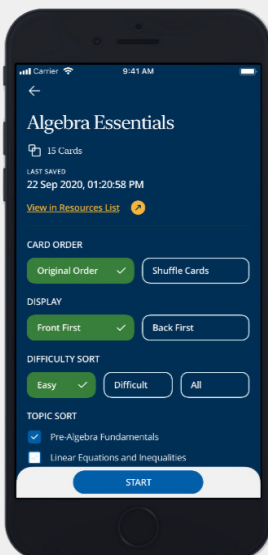 Carrier 9:41 AM
Algebra Essentials
15 Cards
LAST SAVED
22 Sep 2020, 01:20:58 PM
View in Resources List
CARD ORDER
Original Order Shuffle Cards
DISPLAY
Front First Back First
DIFFICULTY SORT
Easy Difficult All
TOPIC SORT
Pre-Algebra Fundamentals
Linear Equations and Inequalities
START